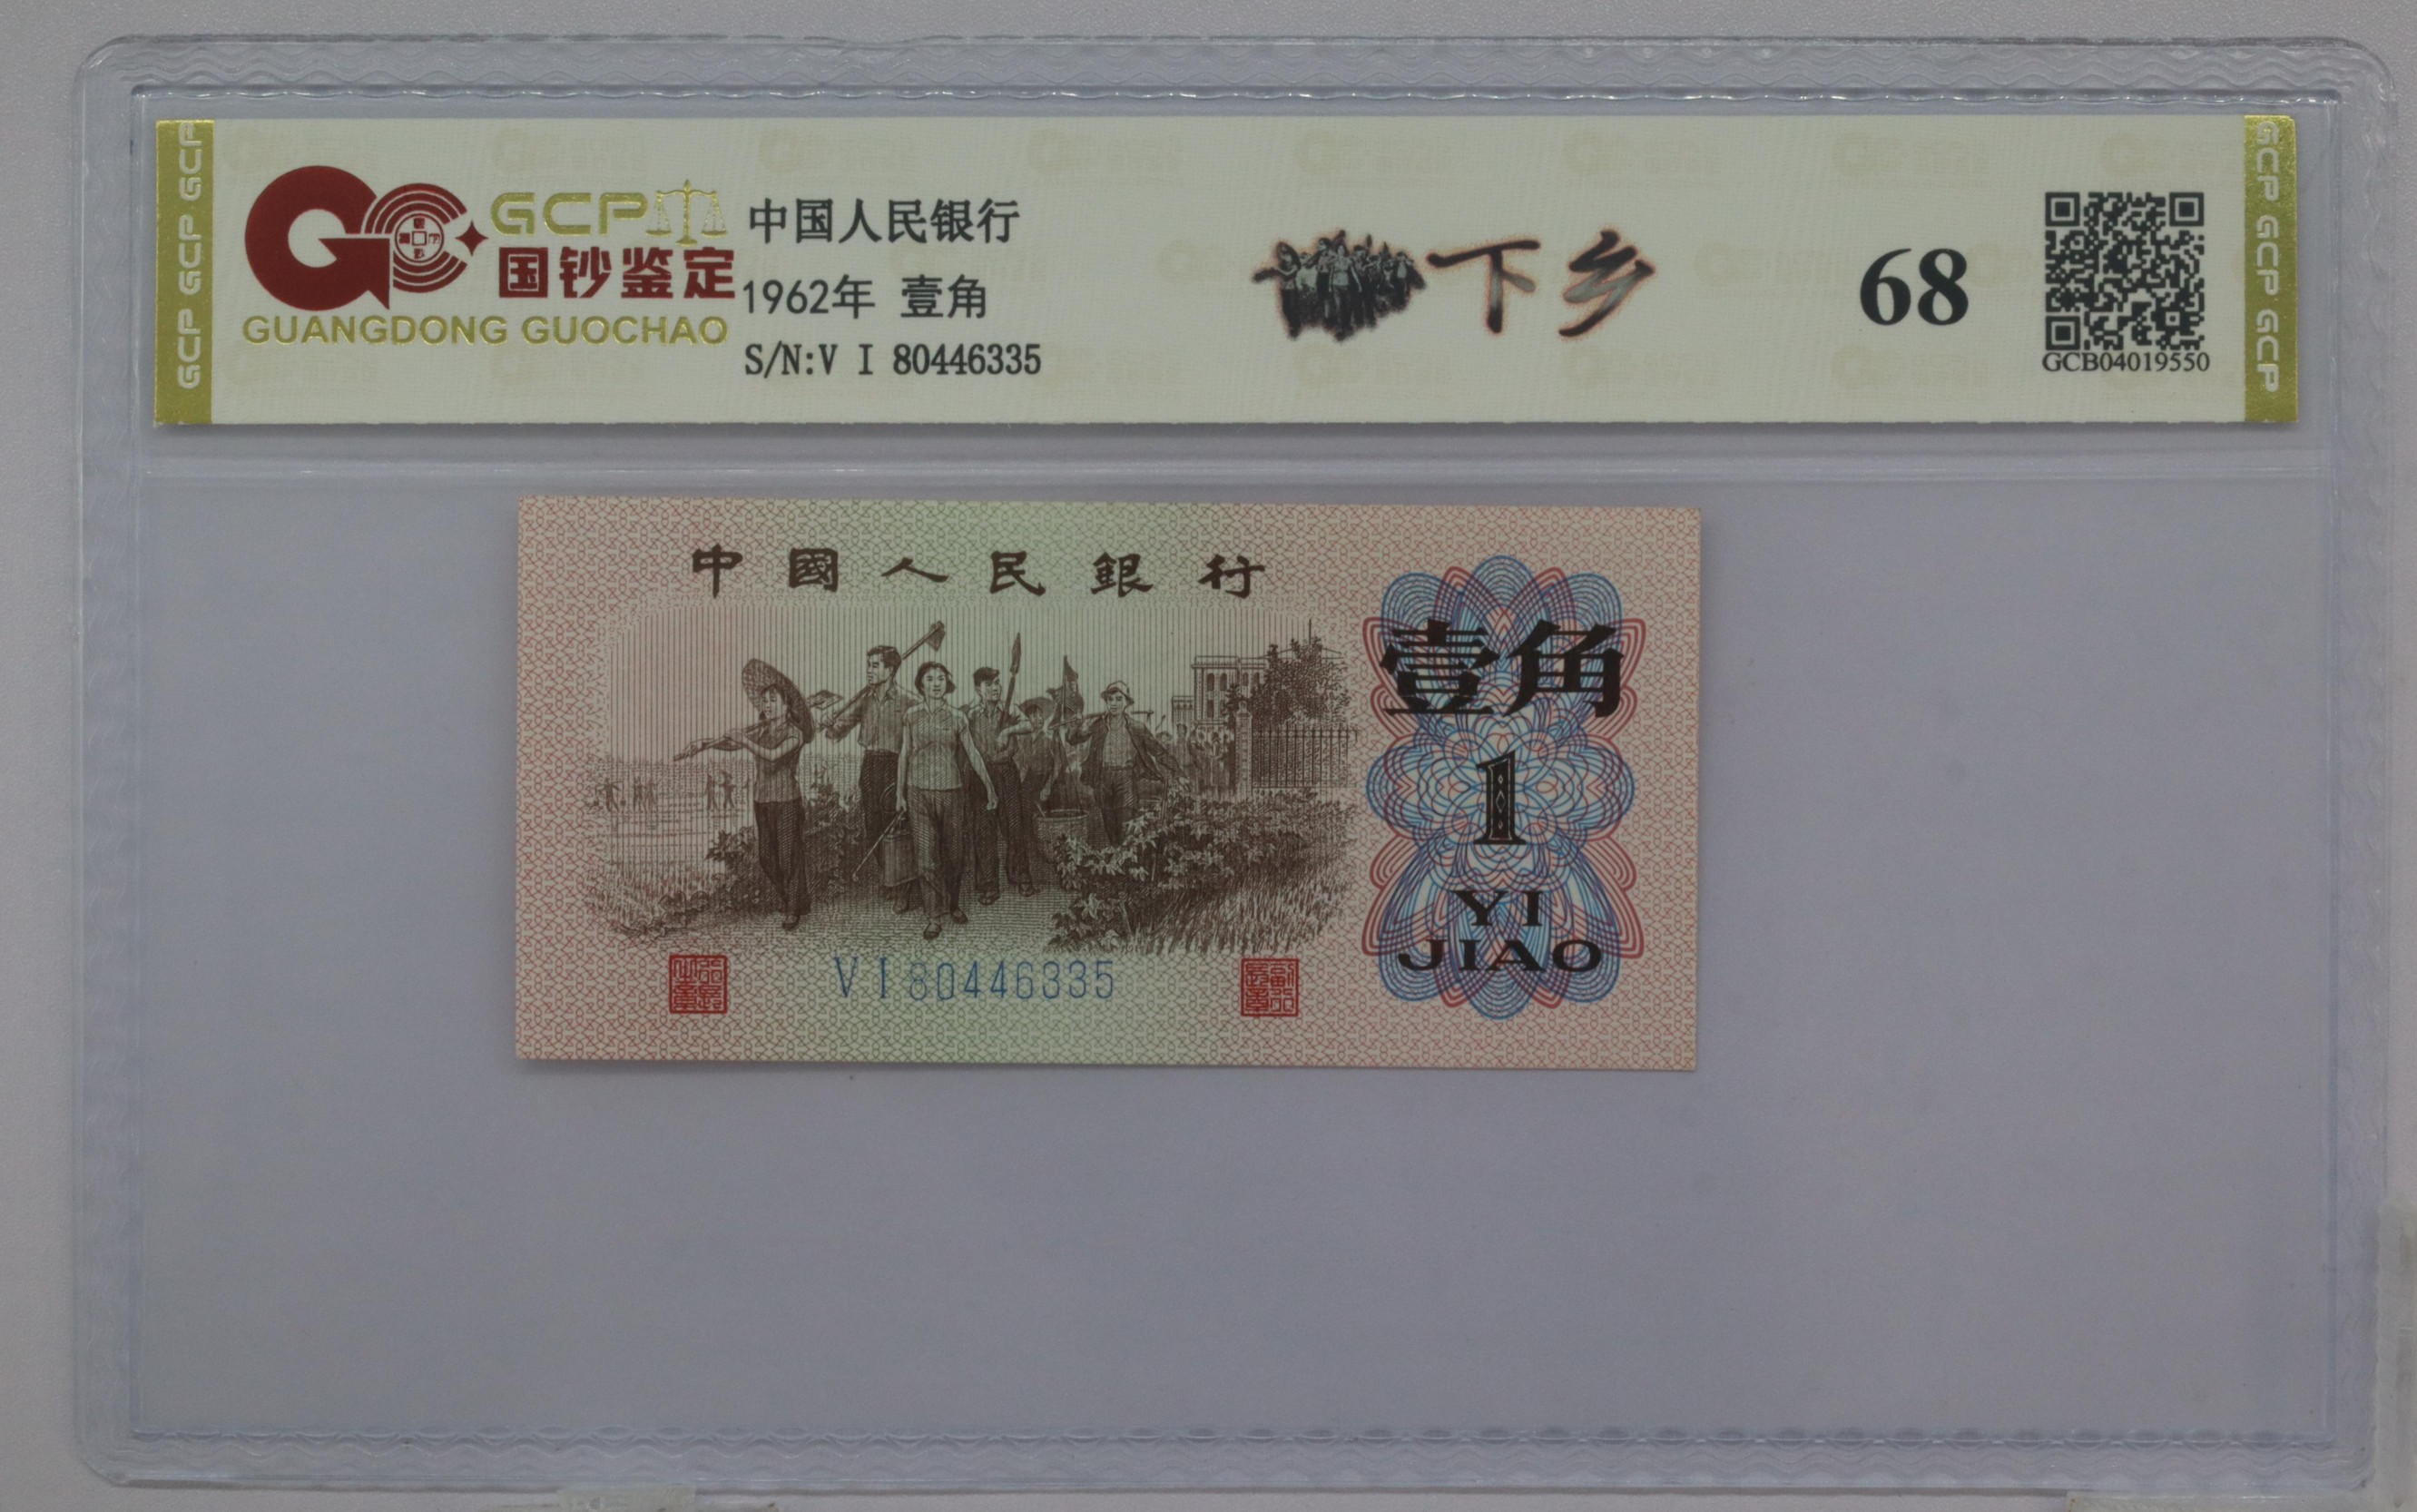 GCP GCP GCP
GCP
国钞鉴定
GUANGDONG GUOCHAO
中国人民银行
1962年 壹角
S/N:V I 80446335
下乡
68
GCB04019550
GCP GCP GCP
中國人民銀行
壹角
1
YI
JIAO
V I 80446335